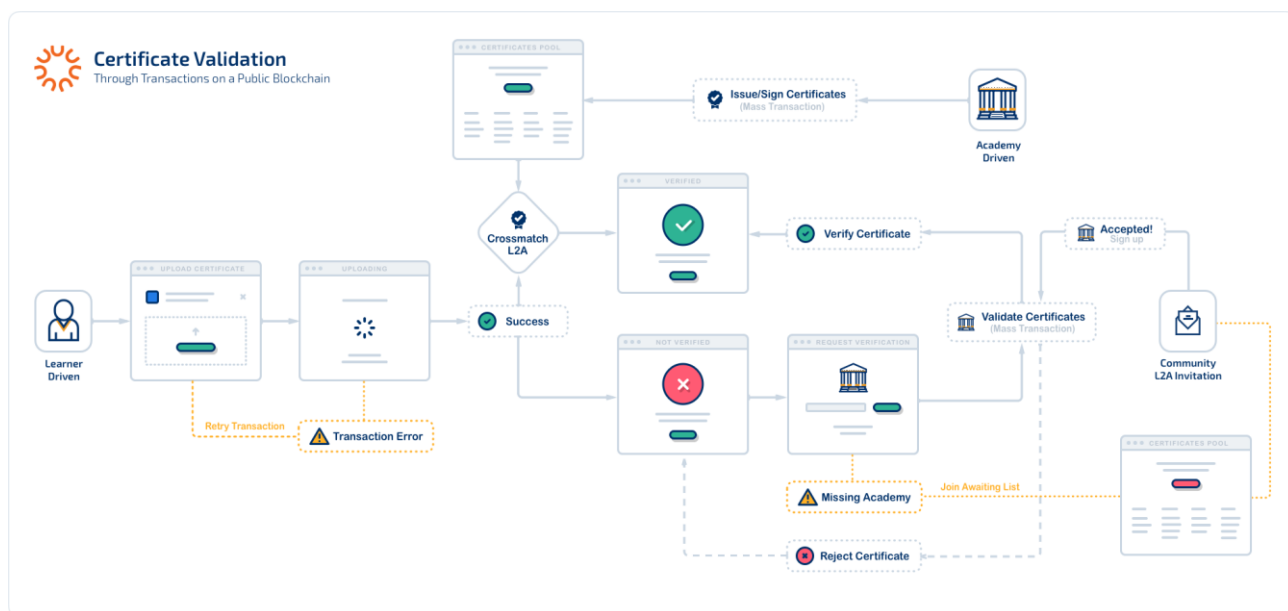 Certificate Validation
Through Transactions on a Public Blockchain
CERTIFICATES POOL
Issue/Sign Certificates
(Mass Transaction)
Academy
Driven
VERIFIED
Crossmatch
L2A
Verify Certificate
Accepted!
Sign up
UPLOAD CERTIFICATE
UPLOADING
Success
Validate Certificates
(Mass Transaction)
Learner
Driven
NOT VERIFIED
REQUEST VERIFICATION
Community
L2A Invitation
Retry Transaction
Transaction Error
CERTIFICATES POOL
Missing Academy
Join Awaiting List
Reject Certificate